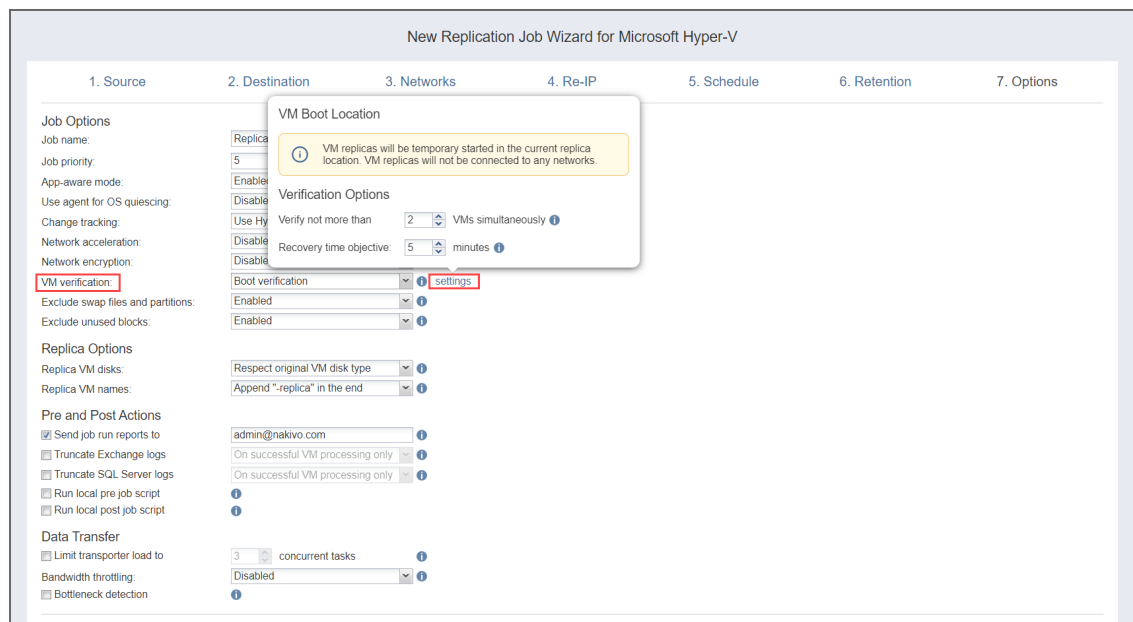 New Replication Job Wizard for Microsoft Hyper-V
1. Source 2. Destination 3. Networks 4. Re-IP 5. Schedule 6. Retention 7. Options
Job Options
Job name: Replica
Job priority: 5
App-aware mode: Enable
Use agent for OS quiescing: Disable
Change tracking: Use Hy
Network acceleration: Disable
Network encryption: Disable
VM Boot Location
VM replicas will be temporary started in the current replica
location. VM replicas will not be connected to any networks.
Verification Options
Verify not more than 2 VMs simultaneously
Recovery time objective: 5 minutes
VM verification: Boot verification settings
Exclude swap files and partitions: Enabled
Exclude unused blocks: Enabled
Replica Options
Replica VM disks: Respect original VM disk type
Replica VM names: Append "-replica" in the end
Pre and Post Actions
Send job run reports to admin@nakivo.com
Truncate Exchange logs On successful VM processing only
Truncate SQL Server logs On successful VM processing only
Run local pre job script
Run local post job script
Data Transfer
Limit transporter load to 3 concurrent tasks
Bandwidth throttling: Disabled
Bottleneck detection